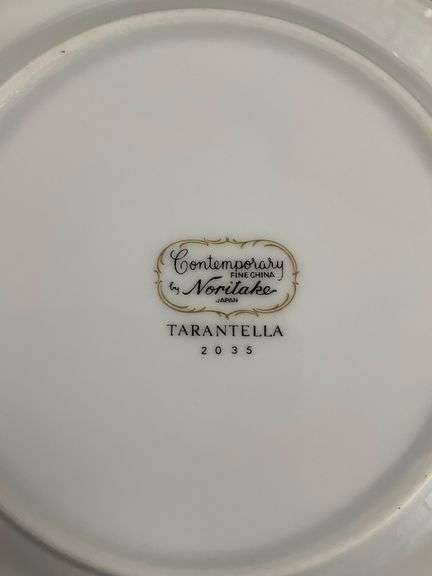 Contemporary
FINE CHINA
by Noritake
JAPAN
TARANTELLA
2035